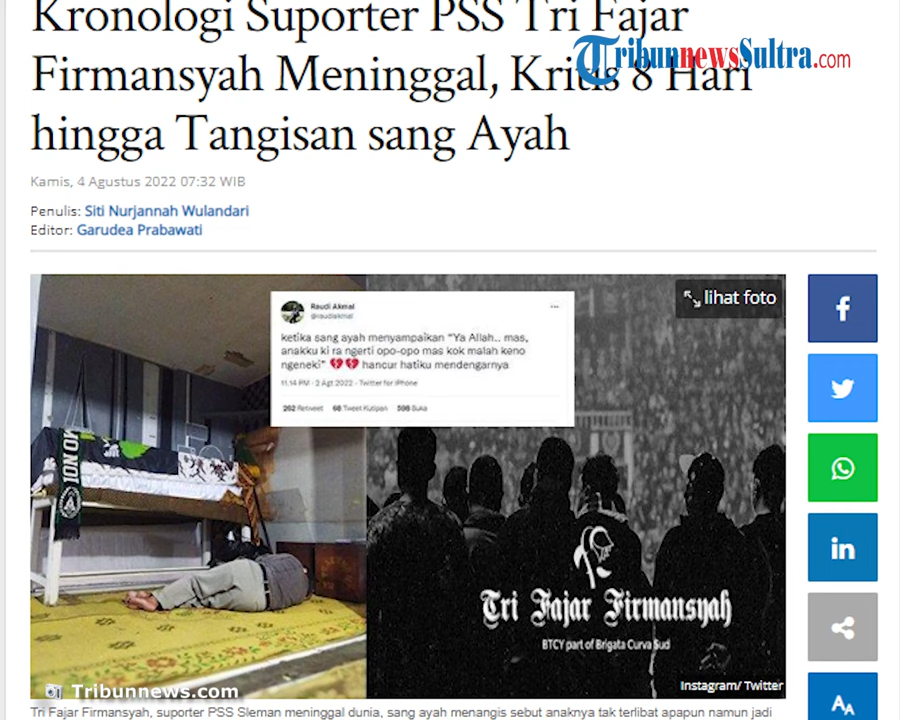 Kronologi Suporter PSS Tri Fajar
TribunnewsSultra.com
Firmansyah Meninggal, Kritis 8 Hari
hingga Tangisan sang Ayah
Kamis, 4 Agustus 2022 07:32 WIB
Penulis: Siti Nurjannah Wulandari
Editor: Garudea Prabawati
lihat foto
Raudi Akmal
@raudiakmal
ketika sang ayah menyampaikan "Ya Allah.. mas,
anakku ki ra ngerti opo-opo mas kok malah keno
ngeneki" 💔💔 hancur hatiku mendengarnya
11.14 PM · 2 Agt 2022 · Twitter for iPhone
262 Retweet 68 Tweet Kutipan 598 Suka
Tri Fajar Firmansyah
BTCY part of Brigata Curva Sud
Instagram/ Twitter
Tribunnews.com
Tri Fajar Firmansyah, suporter PSS Sleman meninggal dunia, sang ayah menangis sebut anaknya tak terlibat apapun namun jadi